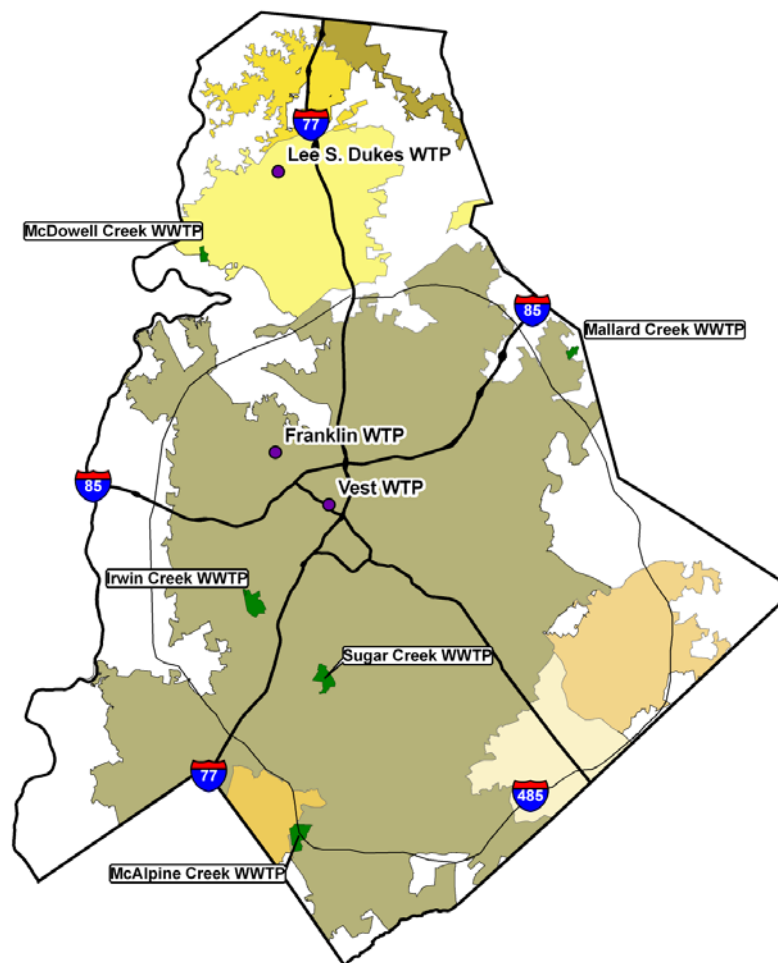 77
Lee S. Dukes WTP
McDowell Creek WWTP
85
Mallard Creek WWTP
Franklin WTP
85
Vest WTP
Irwin Creek WWTP
Sugar Creek WWTP
77
485
McAlpine Creek WWTP